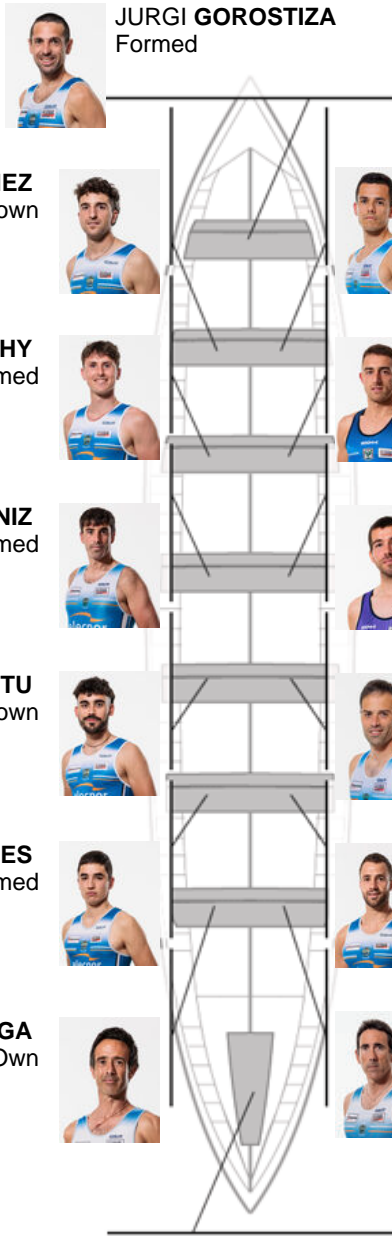 JURGI GOROSTIZA
Formed
EZ
own
HY
med
NIZ
med
TU
own
ES
med
GA
Own